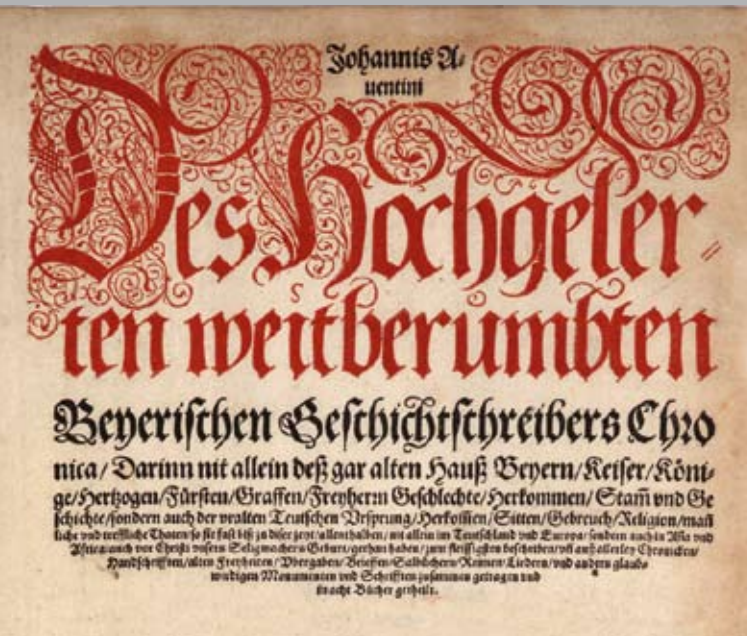 Johannis A⸗
uentini
Des Hochgeler⸗
ten weitberumbten
Beyerischen Geschichtschreibers Chro
nica/ Darinn nit allein deß gar alten Hauß Beyern/Keiser/Köni⸗
ge/Hertzogen/Fürsten/Graffen/Freyherrn Geschlechte/Herkommen/ Stam̃ vnd Ge
schichte/sondern auch der vralten Teutschen Vrsprung/Herkom̃en/Sitten/Gebreuch/Religion/mañ
liche vnd treffliche Thaten/so sie fast biß zu diser zeyt/allenthalben/nit allein im Teutschland vnd Europa/sondern auch in Asia vnd
Africa/auch vor Christi vnsers Seligmachers Geburt/gethan haben/zum fleissigsten beschrieben/vñ auß allerley Chronicken/
Handschrifften/alten Freyheiten/Vbergaben/Brieffen/Salbüchern/Reimen/Liedern/vnd andern glaub⸗
wirdigen Monumenten vnd Schrifften zusammen getragen vnd
in acht Bücher getheilt.